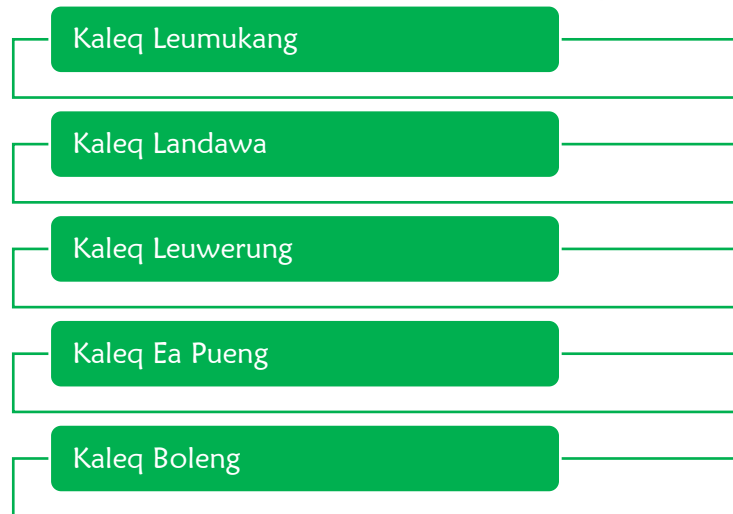 Kaleq Leumukang
Kaleq Landawa
Kaleq Leuwerung
Kaleq Ea Pueng
Kaleq Boleng